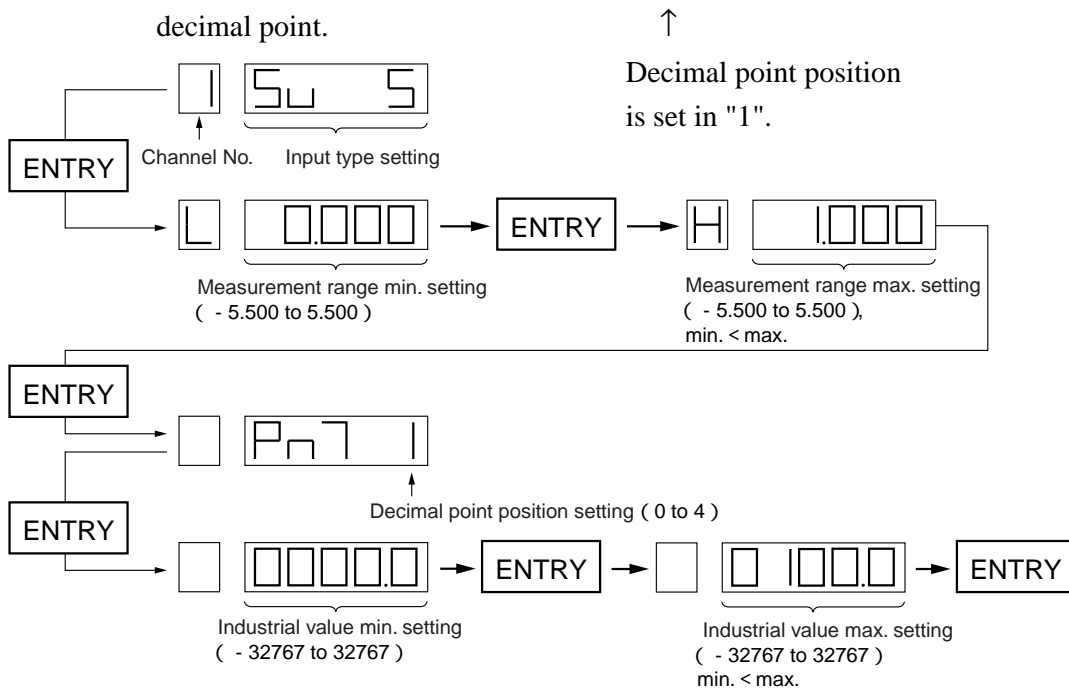 decimal point.
↑
Decimal point position
is set in "1".
1 5u 5
ENTRY
Channel No. Input type setting
L 0.000 → ENTRY → H 1.000
Measurement range min. setting
( - 5.500 to 5.500 )
Measurement range max. setting
( - 5.500 to 5.500 ),
min. < max.
ENTRY
Pn7 1
Decimal point position setting ( 0 to 4 )
ENTRY
0000.0 → ENTRY → 0 100.0 → ENTRY
Industrial value min. setting
( - 32767 to 32767 )
Industrial value max. setting
( - 32767 to 32767 )
min. < max.